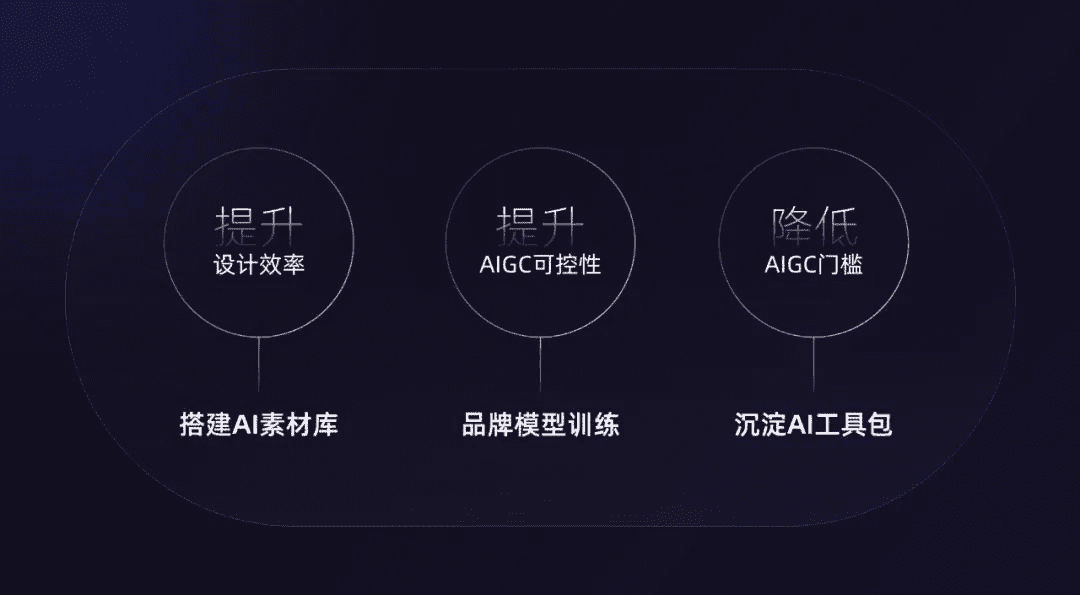 提升
设计效率
搭建AI素材库
提升
AIGC可控性
品牌模型训练
降低
AIGC门槛
沉淀AI工具包